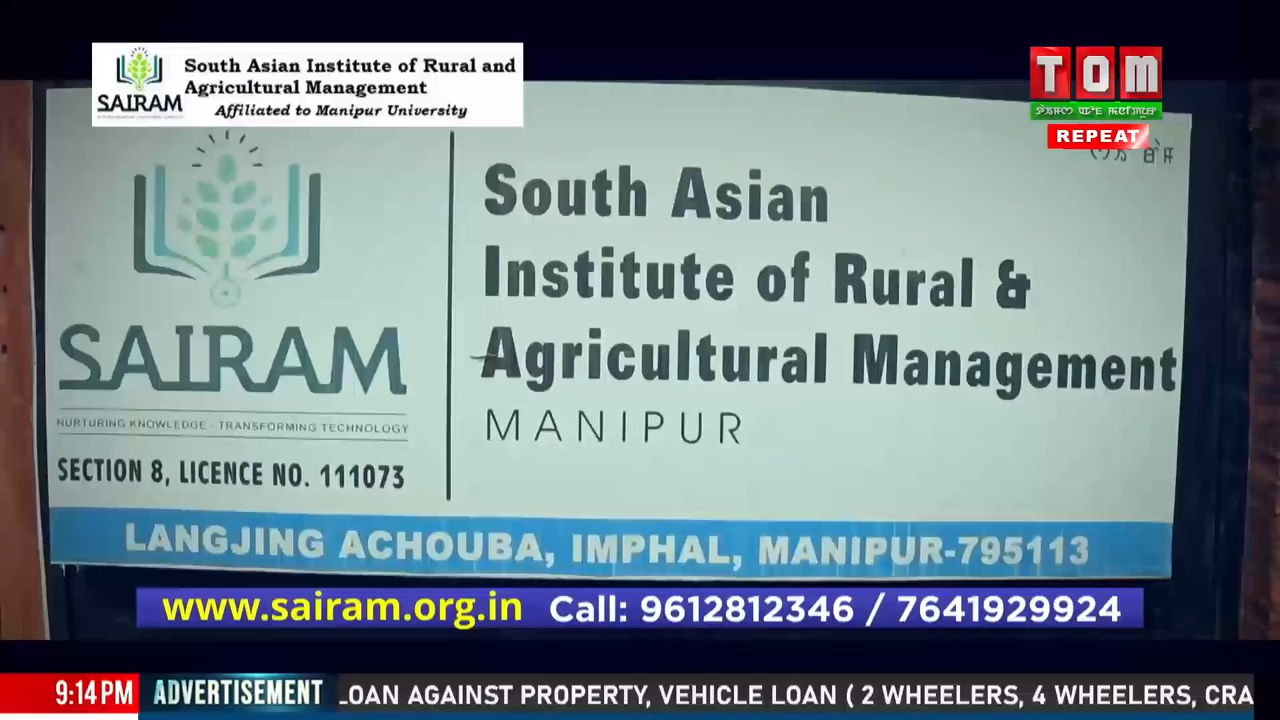 South Asian Institute of Rural and
Agricultural Management
Affiliated to Manipur University
SAIRAM
TOM
REPEAT
South Asian
Institute of Rural &
Agricultural Management
MANIPUR
SAIRAM
NURTURING KNOWLEDGE - TRANSFORMING TECHNOLOGY
SECTION 8, LICENCE NO. 111073
LANGJING ACHOUBA, IMPHAL, MANIPUR-795113
www.sairam.org.in Call: 9612812346 / 7641929924
9:14 PM ADVERTISEMENT LOAN AGAINST PROPERTY, VEHICLE LOAN ( 2 WHEELERS, 4 WHEELERS, CRA